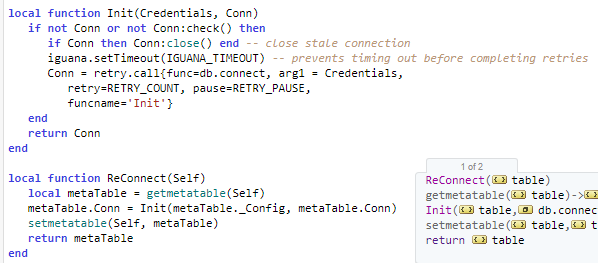 local function Init(Credentials, Conn)
   if not Conn or not Conn:check() then
      if Conn then Conn:close() end -- close stale connection
      iguana.setTimeout(IGUANA_TIMEOUT) -- prevents timing out before completing retries
      Conn = retry.call{func=db.connect, arg1 = Credentials,
         retry=RETRY_COUNT, pause=RETRY_PAUSE,
         funcname='Init'}
   end
   return Conn
end
local function ReConnect(Self)
   local metaTable = getmetatable(Self)
   metaTable.Conn = Init(metaTable._Config, metaTable.Conn)
   setmetatable(Self, metaTable)
   return metaTable
end
1 of 2
ReConnect( table)
getmetatable( table)->
Init( table, db.connec
setmetatable( table, t
return table